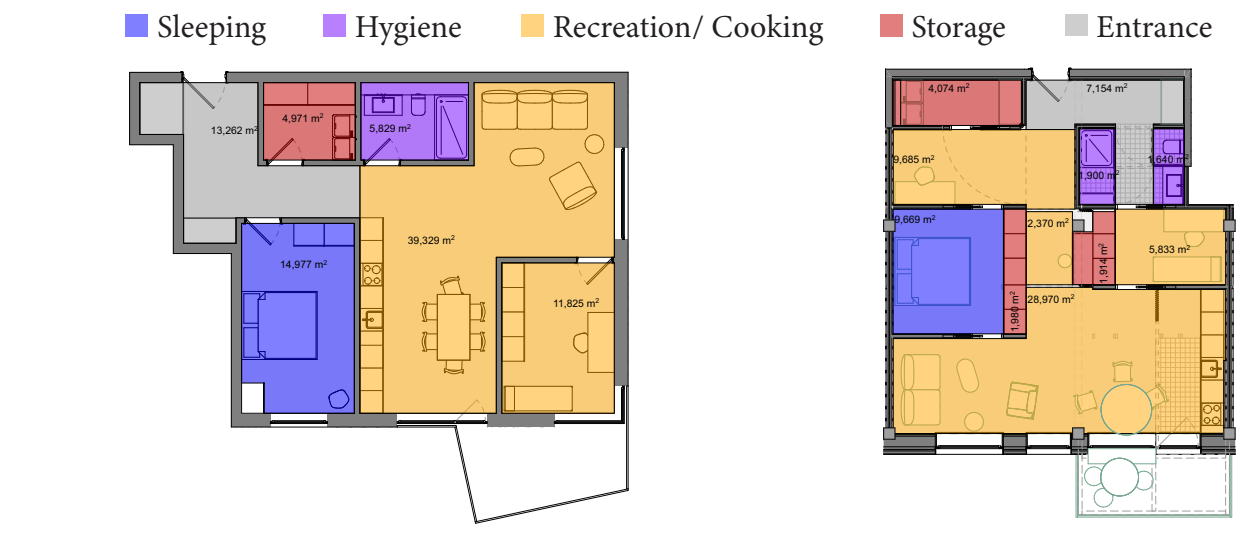 Sleeping Hygiene Recreation/ Cooking Storage Entrance
13,262 m²
4,971 m²
5,829 m²
39,329 m²
14,977 m²
11,825 m²
4,074 m²
7,154 m²
9,685 m²
1,900 m²
1,640 m²
9,669 m²
2,370 m²
1,914 m²
5,833 m²
1,980 m²
28,970 m²